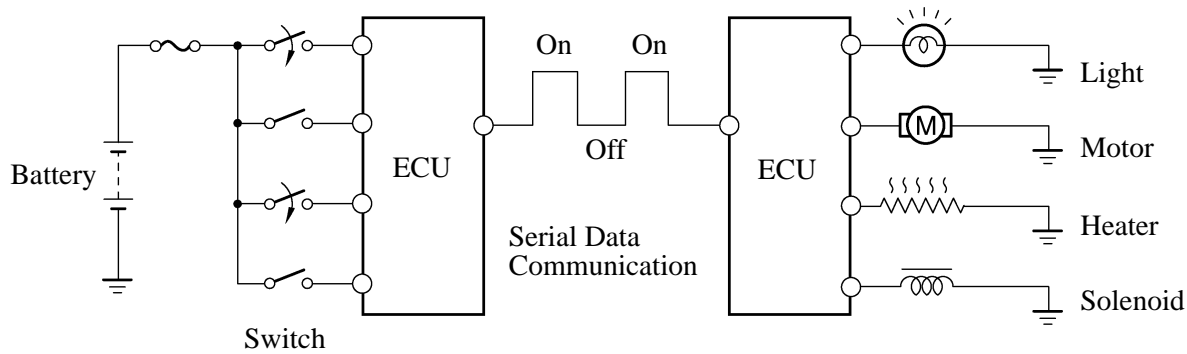 On
On
Light
M
Off
Motor
ECU
ECU
Battery
Serial Data
Communication
Heater
Solenoid
Switch